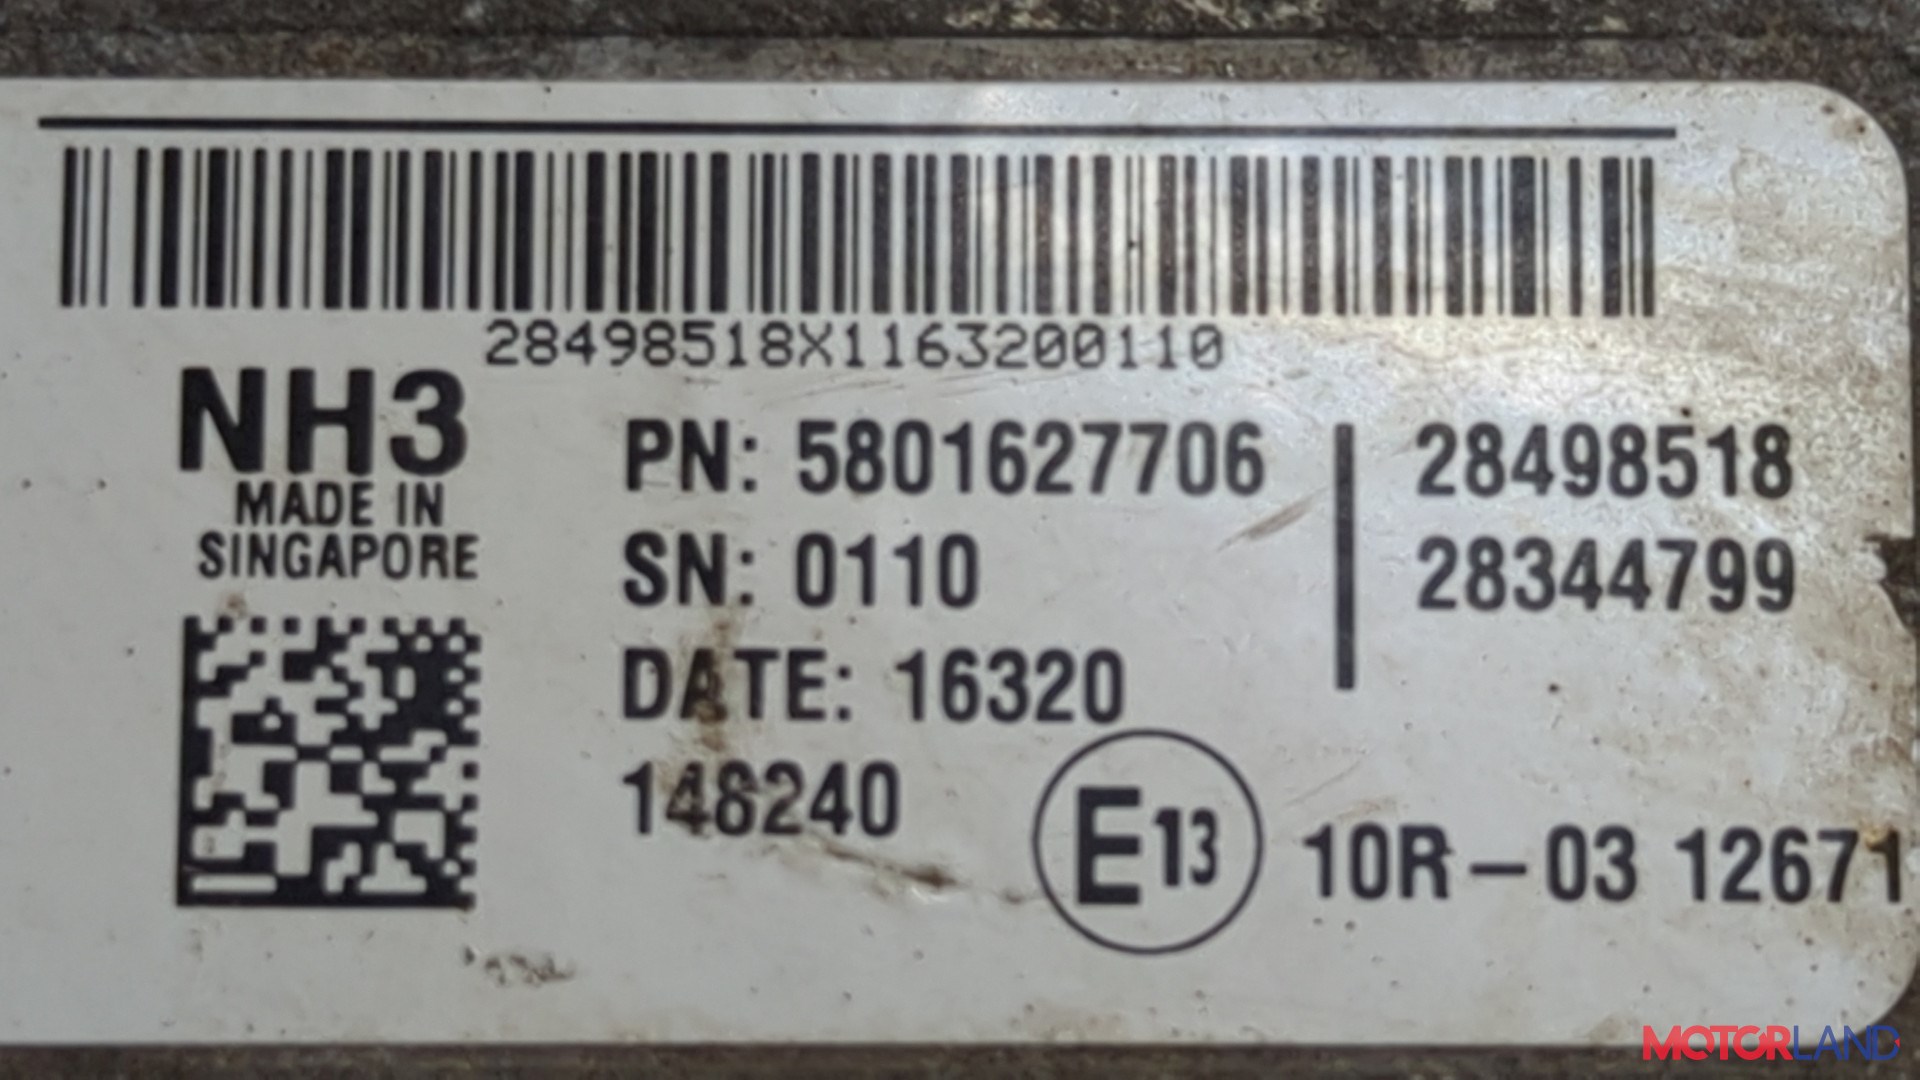 28498518X1163200110
NH3
MADE IN
SINGAPORE
PN: 5801627706
SN: 0110
DATE: 16320
148240
28498518
28344799
E13
10R-03 12671
MOTORLAND